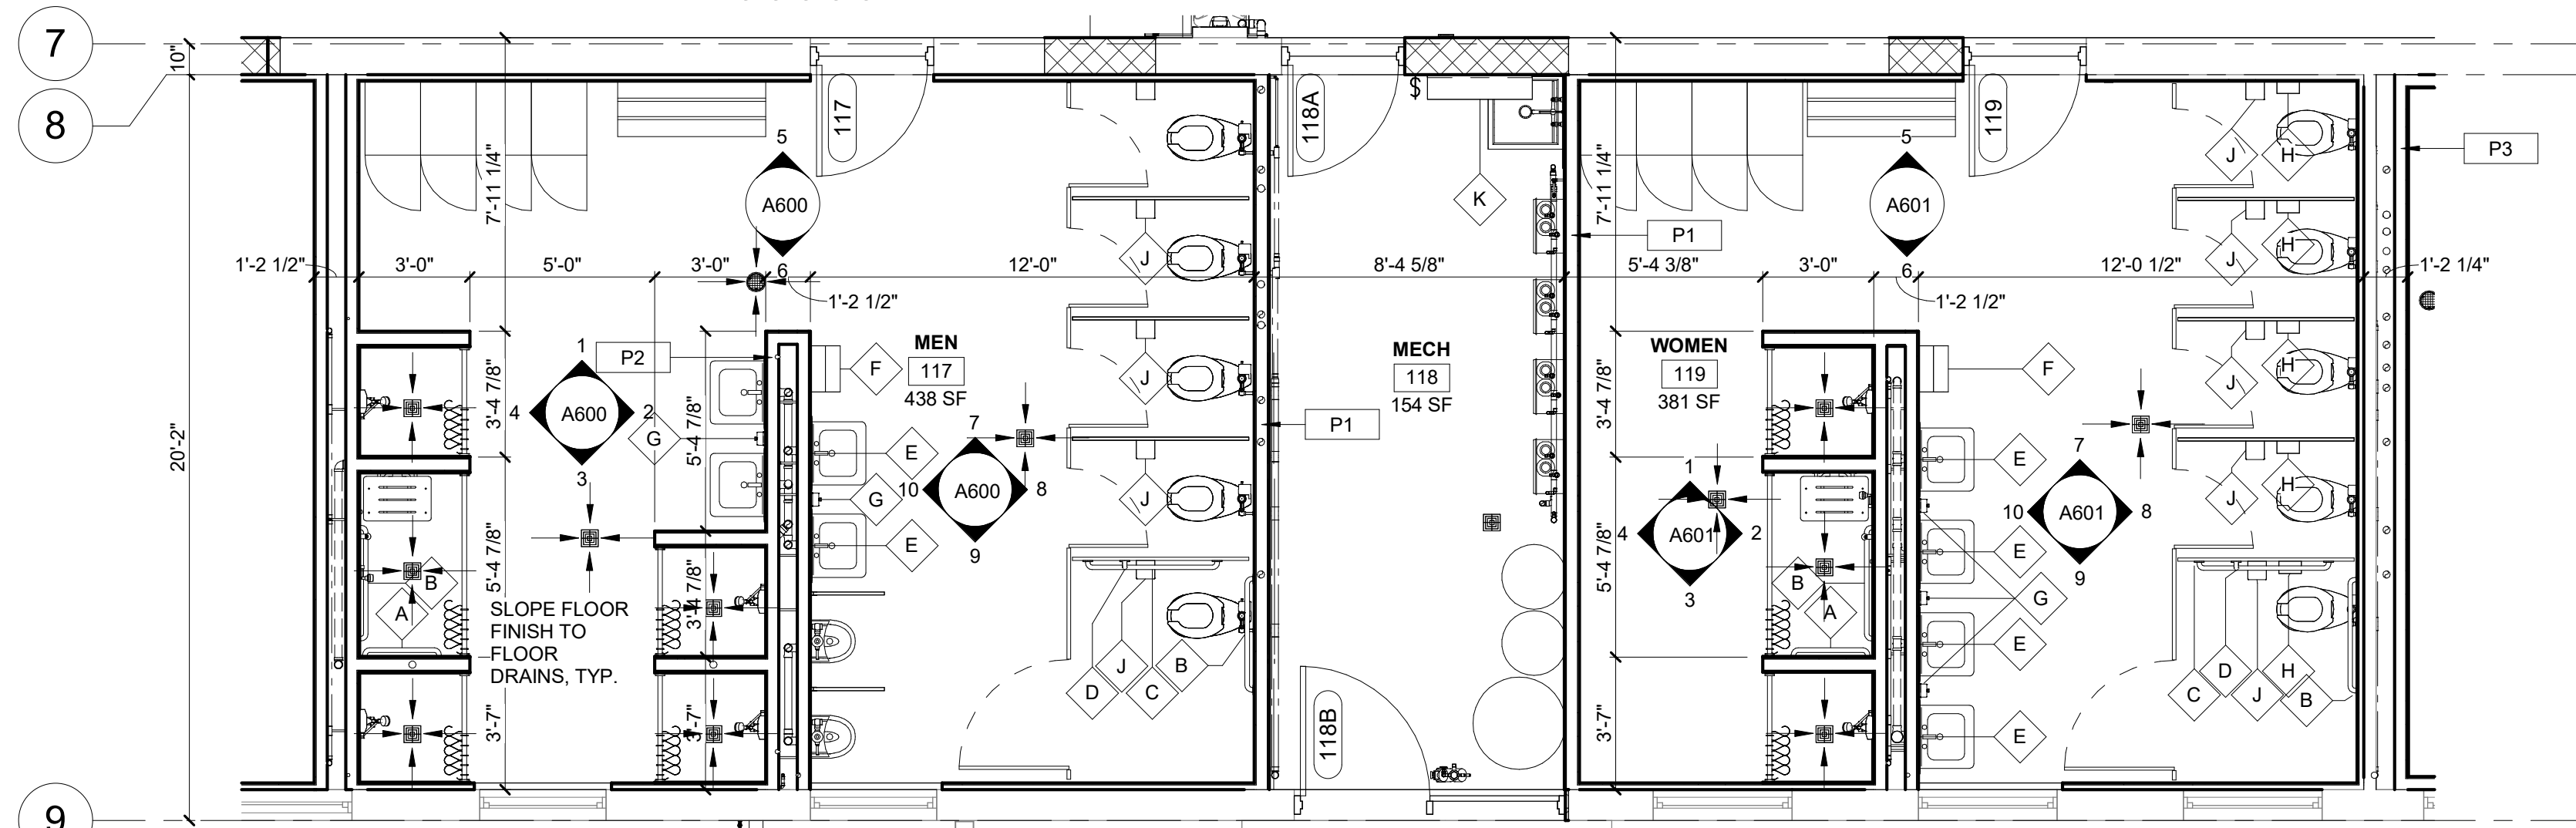 7
10"
8
20'-2"
9
117
118A
119
118B
P3
P1
P1
P2
5
A600
6
5
A601
6
7'-11 1/4"
7'-11 1/4"
K
J
H
J
H
J
H
J
H
J
J
J
1'-2 1/2"
3'-0"
5'-0"
3'-0"
1'-2 1/2"
12'-0"
8'-4 5/8"
5'-4 3/8"
3'-0"
1'-2 1/2"
12'-0 1/2"
1'-2 1/4"
MEN
117
438 SF
MECH
118
154 SF
WOMEN
119
381 SF
1
4
A600
2
3
G
F
E
G
E
7
10
A600
8
9
3'-4 7/8"
5'-4 7/8"
3'-7"
5'-4 7/8"
3'-4 7/8"
3'-7"
B
A
SLOPE FLOOR
FINISH TO
FLOOR
DRAINS, TYP.
D
J
C
B
3'-4 7/8"
5'-4 7/8"
3'-7"
1
4
A601
2
3
B
A
F
E
E
G
E
E
7
10
A601
8
9
C
D
J
H
B
$